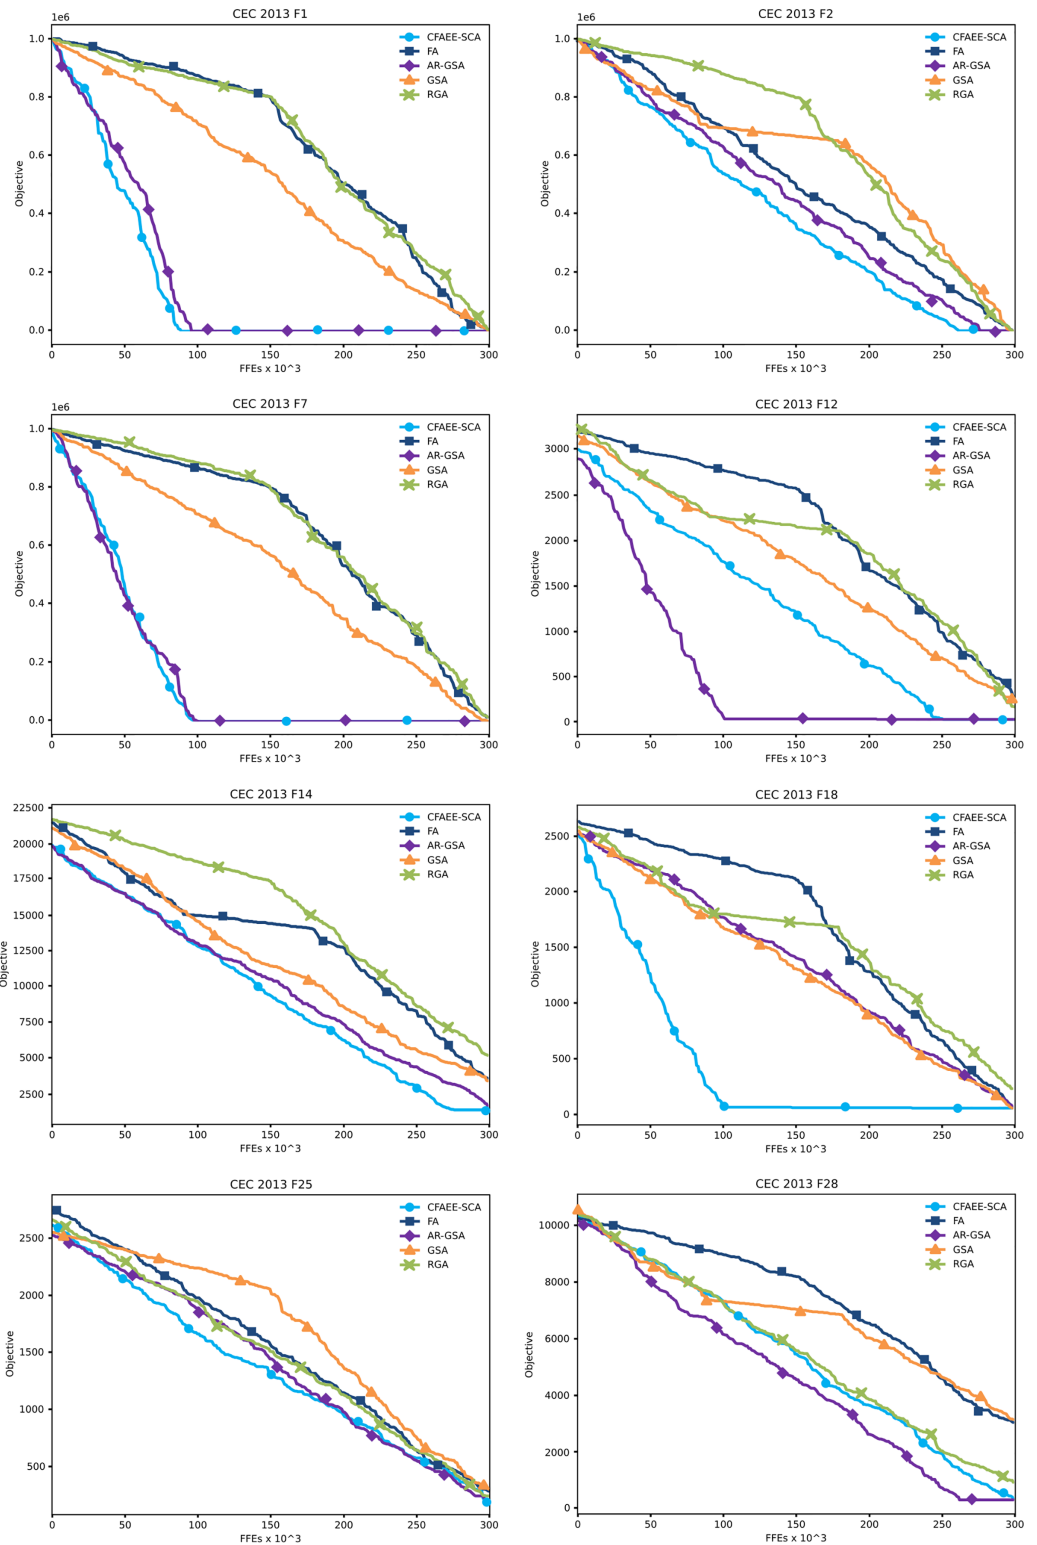 CEC 2013 F1
1e6
1.0
0.8
0.6
0.4
0.2
0.0
Objective
0 50 100 150 200 250 300
FFEs x 10^3
CFAEE-SCA
FA
AR-GSA
GSA
RGA
CEC 2013 F2
1e6
1.0
0.8
0.6
0.4
0.2
0.0
Objective
0 50 100 150 200 250 300
FFEs x 10^3
CFAEE-SCA
FA
AR-GSA
GSA
RGA
CEC 2013 F7
1e6
1.0
0.8
0.6
0.4
0.2
0.0
Objective
0 50 100 150 200 250 300
FFEs x 10^3
CFAEE-SCA
FA
AR-GSA
GSA
RGA
CEC 2013 F12
3000
2500
2000
1500
1000
500
0
Objective
0 50 100 150 200 250 300
FFEs x 10^3
CFAEE-SCA
FA
AR-GSA
GSA
RGA
CEC 2013 F14
22500
20000
17500
15000
12500
10000
7500
5000
2500
Objective
0 50 100 150 200 250 300
FFEs x 10^3
CFAEE-SCA
FA
AR-GSA
GSA
RGA
CEC 2013 F18
2500
2000
1500
1000
500
0
Objective
0 50 100 150 200 250 300
FFEs x 10^3
CFAEE-SCA
FA
AR-GSA
GSA
RGA
CEC 2013 F25
2500
2000
1500
1000
500
Objective
0 50 100 150 200 250 300
FFEs x 10^3
CFAEE-SCA
FA
AR-GSA
GSA
RGA
CEC 2013 F28
10000
8000
6000
4000
2000
0
Objective
0 50 100 150 200 250 300
FFEs x 10^3
CFAEE-SCA
FA
AR-GSA
GSA
RGA